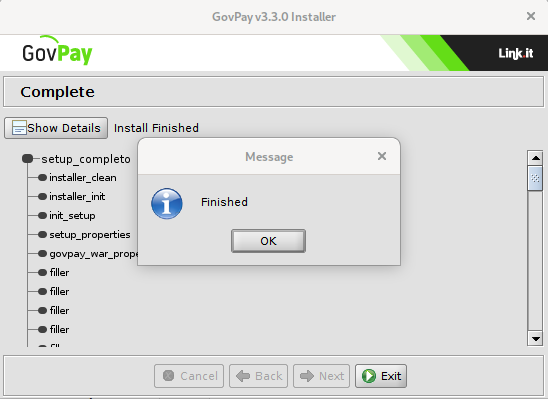 GovPay v3.3.0 Installer
GovPay
Link.it
Complete
Show Details
Install Finished
setup_completo
installer_clean
installer_init
init_setup
setup_properties
govpay_war_prope
filler
filler
filler
filler
Message
Finished
OK
Cancel
Back
Next
Exit